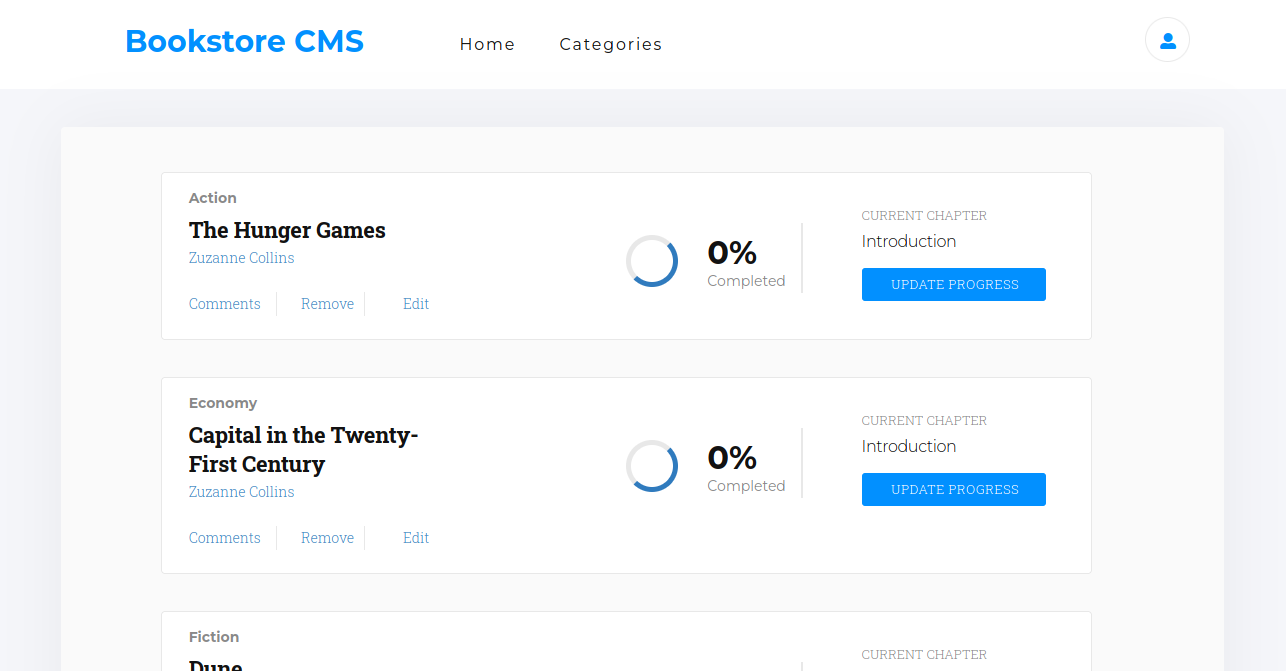 Bookstore CMS
Home
Categories
Action
The Hunger Games
Zuzanne Collins
Comments
Remove
Edit
0%
Completed
CURRENT CHAPTER
Introduction
UPDATE PROGRESS
Economy
Capital in the Twenty-
First Century
Zuzanne Collins
Comments
Remove
Edit
0%
Completed
CURRENT CHAPTER
Introduction
UPDATE PROGRESS
Fiction
Dune
CURRENT CHAPTER